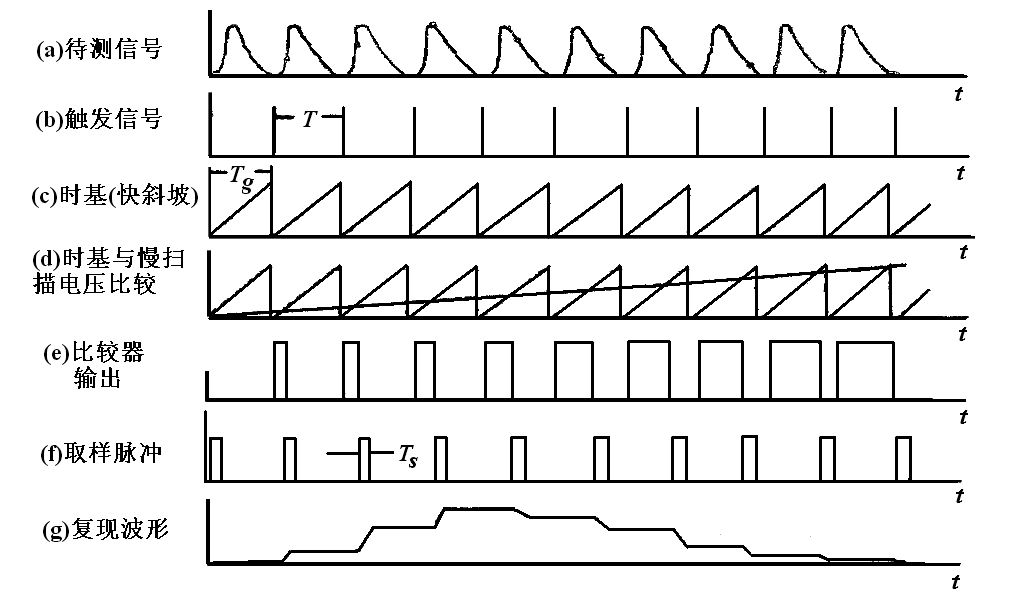 (a)待测信号
t
(b)触发信号
T
t
Tg
(c)时基(快斜坡)
t
(d)时基与慢扫
描电压比较
t
(e)比较器
输出
t
(f)取样脉冲
Ts
t
(g)复现波形
t